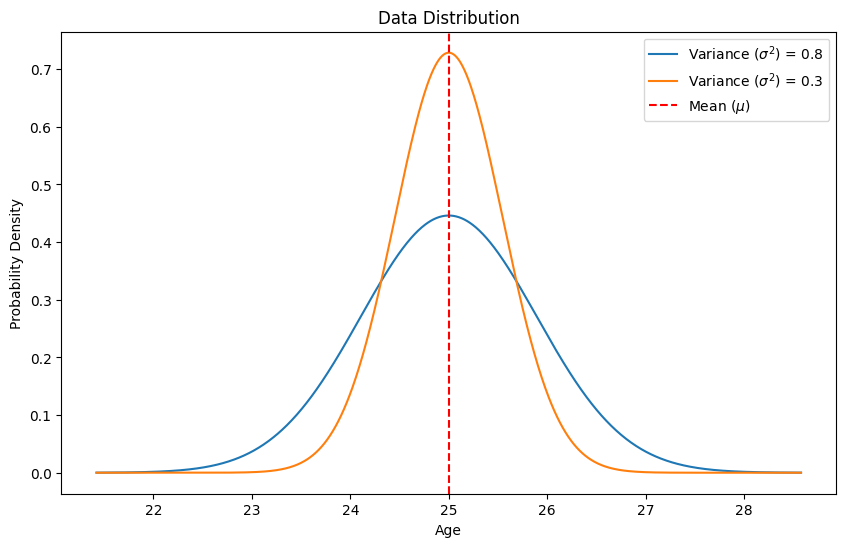 Data Distribution
Variance (σ²) = 0.8
Variance (σ²) = 0.3
Mean (μ)
Probability Density
0.7
0.6
0.5
0.4
0.3
0.2
0.1
0.0
22 23 24 25 26 27 28
Age